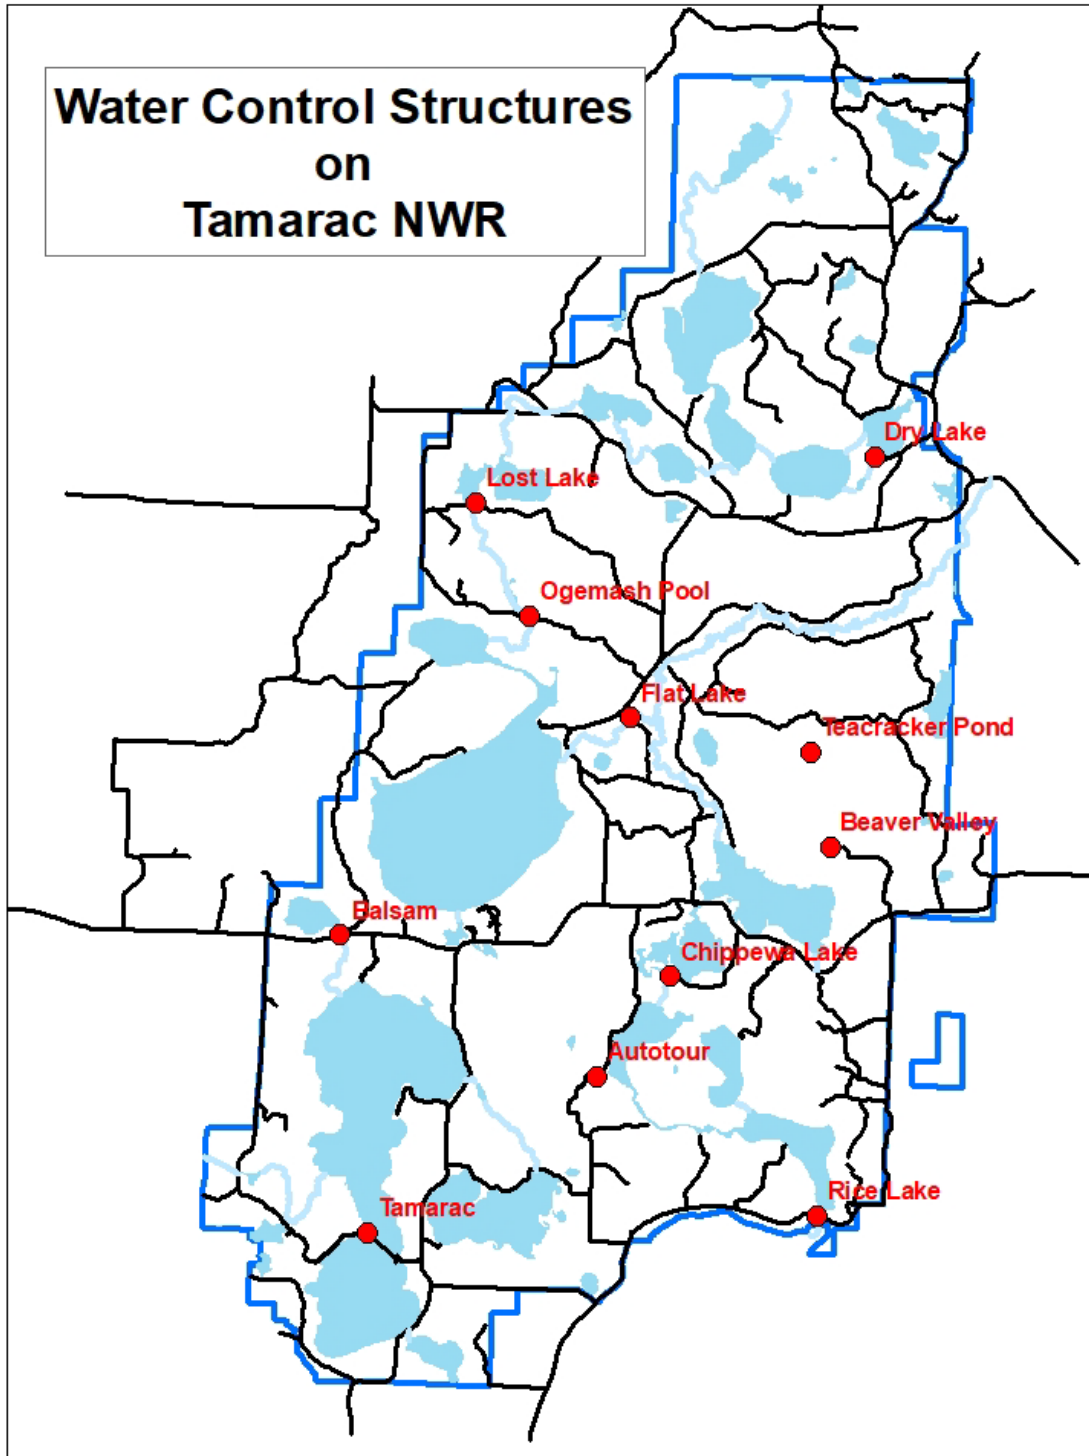 Water Control Structures
on
Tamarac NWR
Dry Lake
Lost Lake
Ogemash Pool
Flat Lake
Teacracker Pond
Beaver Valley
Balsam
Chippewa Lake
Autotour
Rice Lake
Tamarac